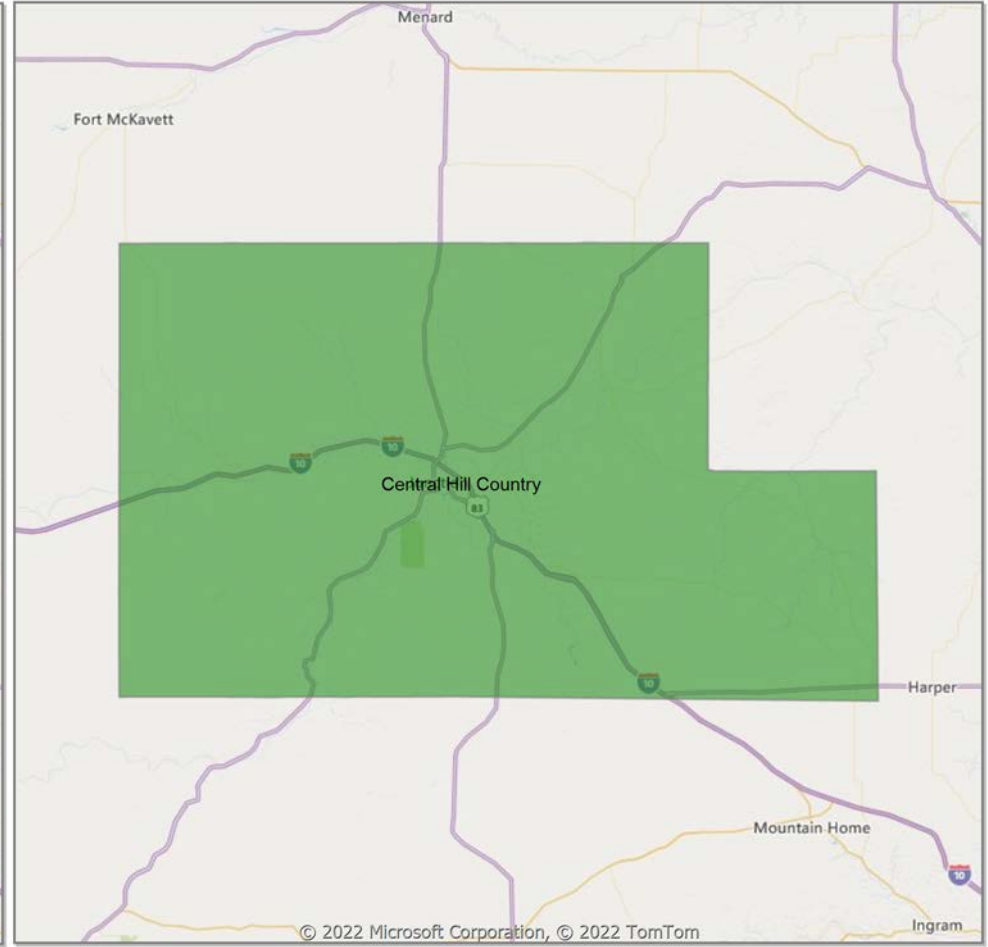 Menard
Fort McKavett
10
10
Central Hill Country
83
10
Harper
Mountain Home
10
Ingram
© 2022 Microsoft Corporation, © 2022 TomTom